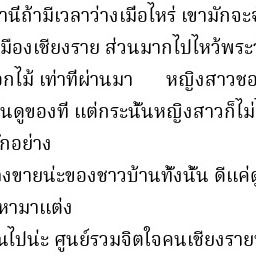 านีถ้ามีเวลาว่างเมื่อไหร่ เขามักจะจ
มืองเชียงราย ส่วนมากไปไหว้พระ
อกไม้ เท่าที่ผ่านมา หญิงสาวชอ
นดูของที่ แต่กระนั้นหญิงสาวก็ไม่
ักอย่าง
งขายน่ะของชาวบ้านทั้งนั้น ดีแค่ดู
หามาแต่ง
นไปน่ะ ศูนย์รวมจิตใจคนเชียงราย